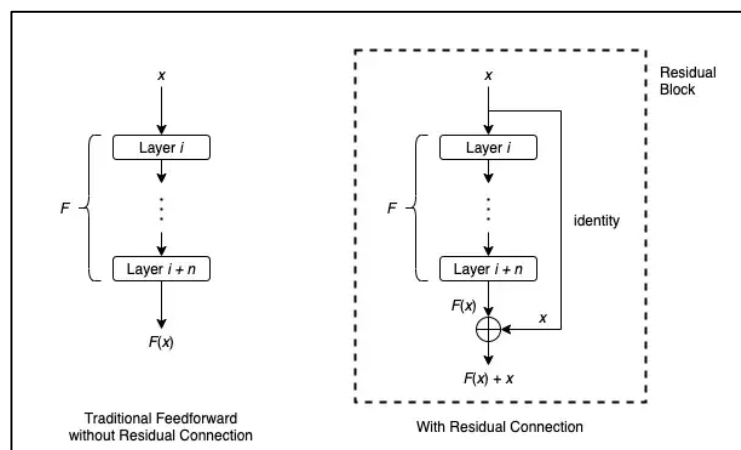 x
Layer i
⋮
F
Layer i + n
F(x)
Traditional Feedforward
without Residual Connection
x
Residual
Block
Layer i
⋮
F
identity
Layer i + n
F(x)
x
F(x) + x
With Residual Connection